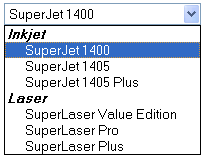 SuperJet 1400
Inkjet
SuperJet 1400
SuperJet 1405
SuperJet 1405 Plus
Laser
SuperLaser Value Edition
SuperLaser Pro
SuperLaser Plus